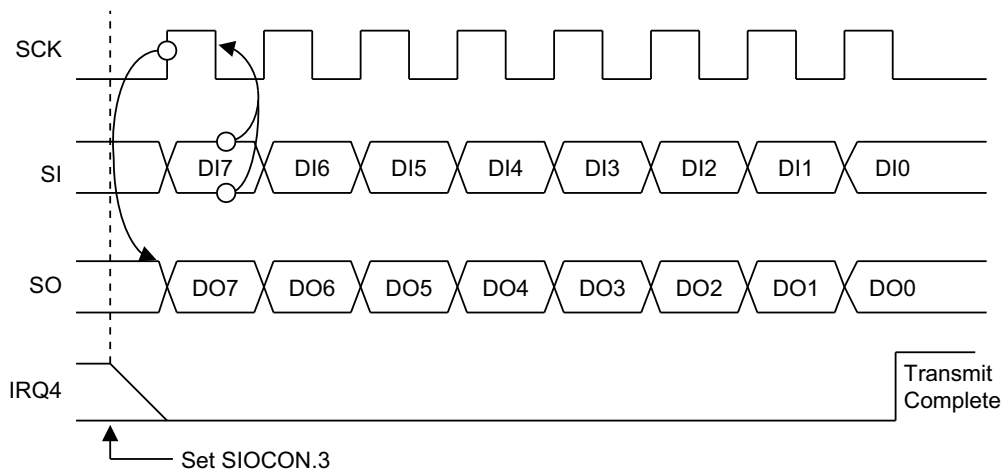 SCK
SI
DI7 DI6 DI5 DI4 DI3 DI2 DI1 DI0
SO
DO7 DO6 DO5 DO4 DO3 DO2 DO1 DO0
IRQ4
Transmit
Complete
Set SIOCON.3